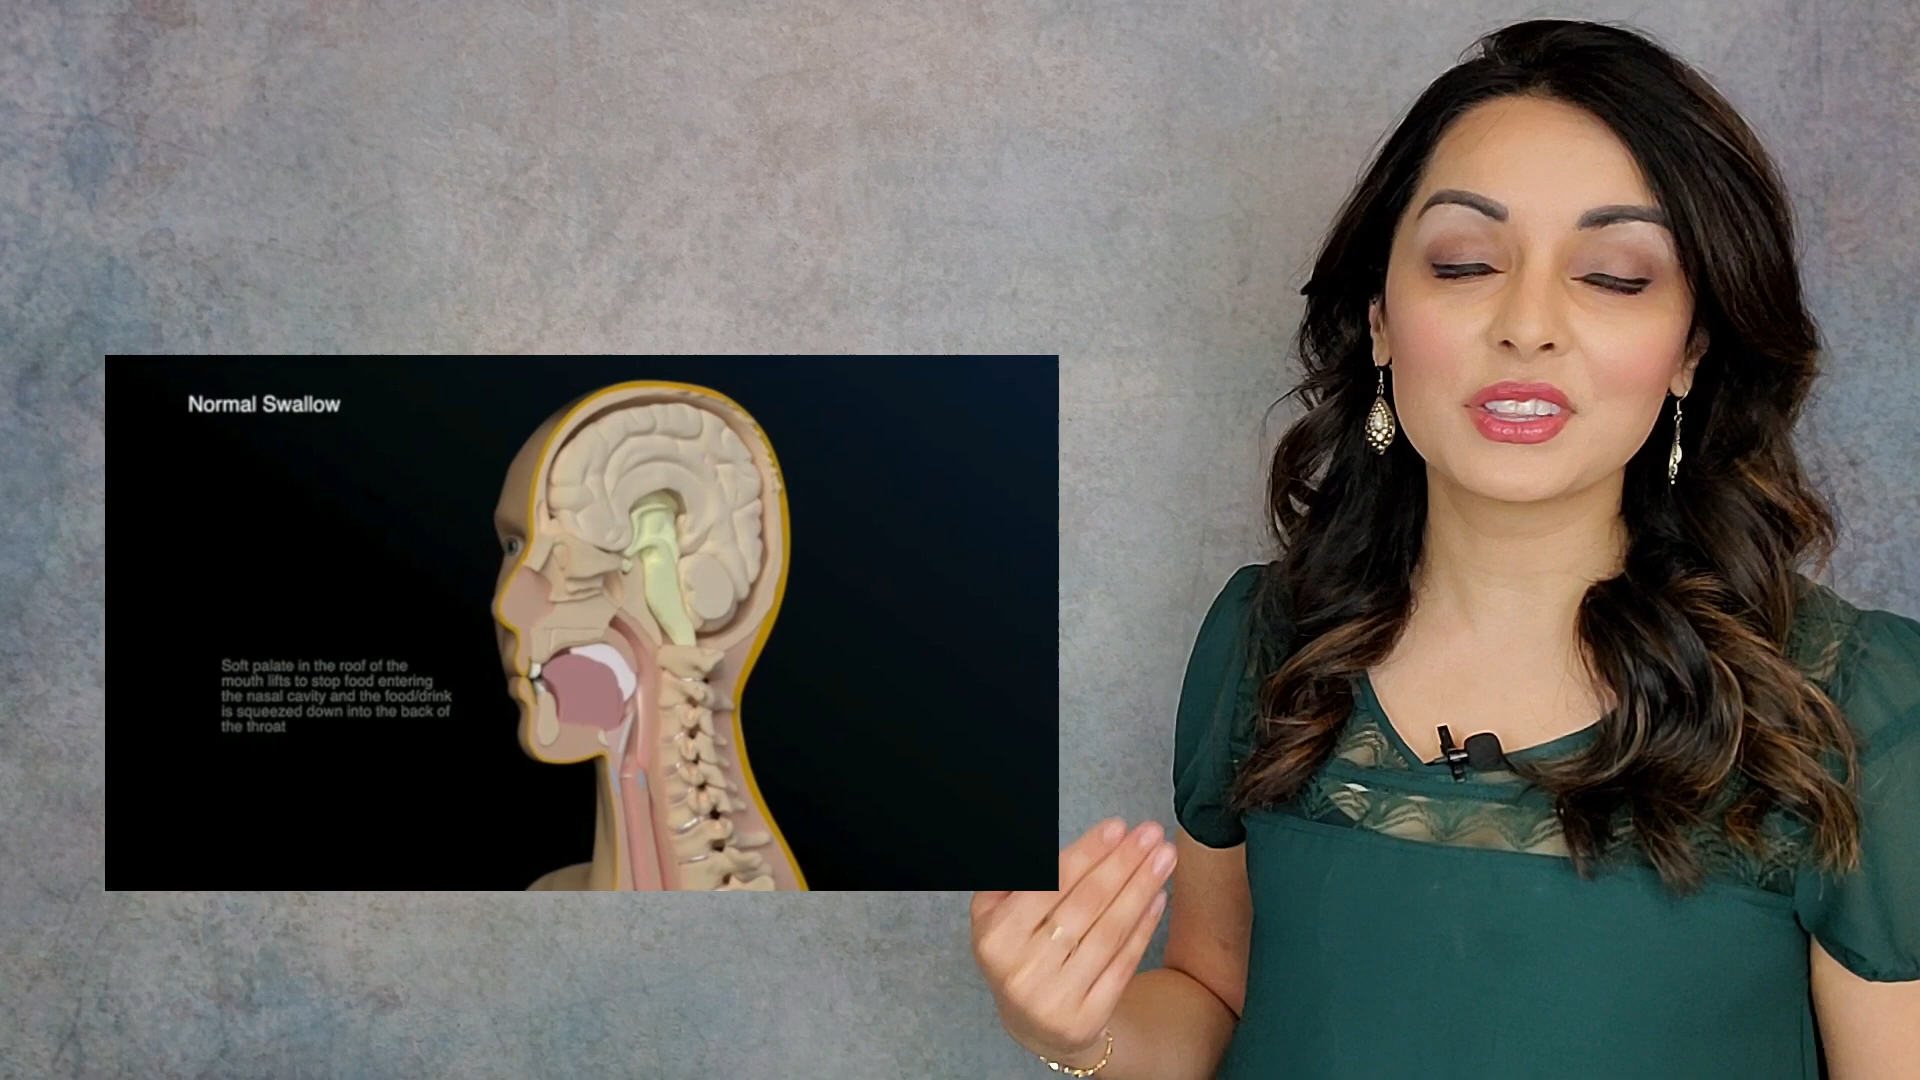 Normal Swallow
Soft palate in the roof of the
mouth lifts to stop food entering
the nasal cavity and the food/drink
is squeezed down into the back of
the throat